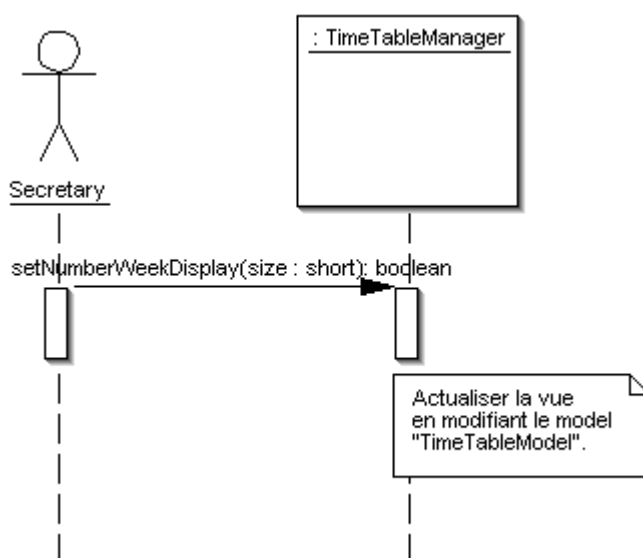 : TimeTableManager
Secretary
setNumberWeekDisplay(size : short): boolean
Actualiser la vue
en modifiant le model
"TimeTableModel".